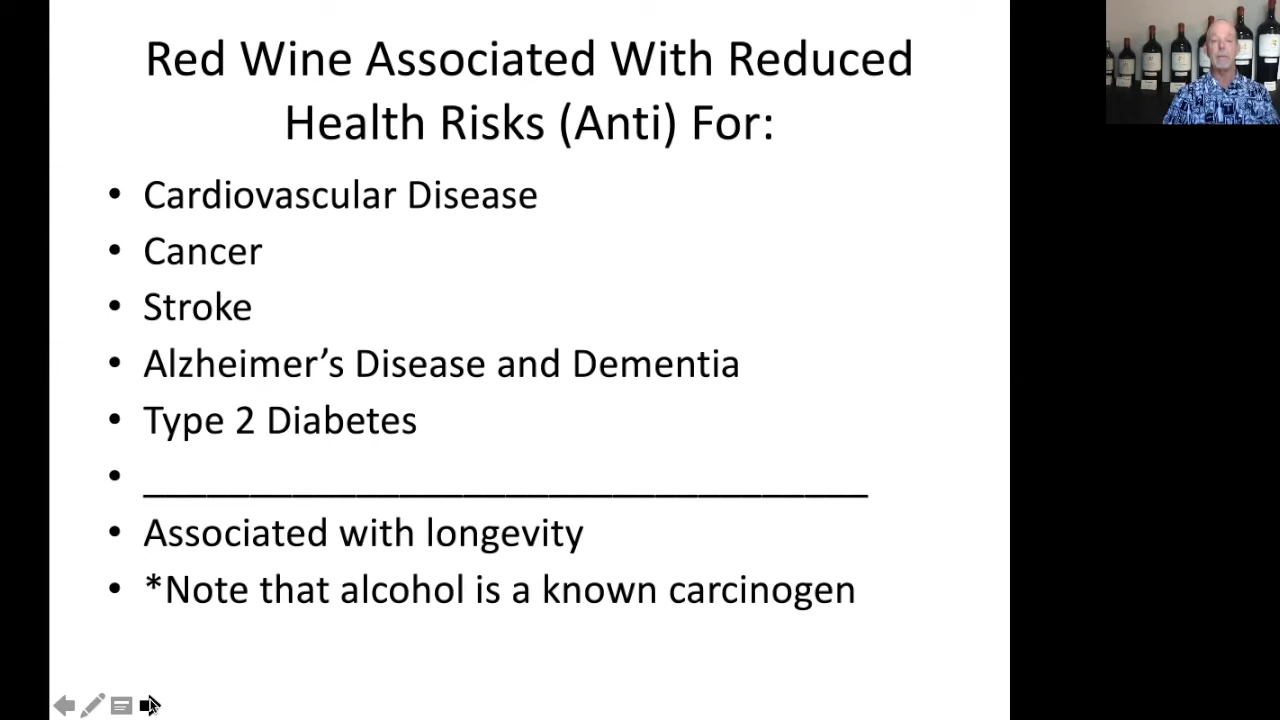 Red Wine Associated With Reduced
Health Risks (Anti) For:
• Cardiovascular Disease
• Cancer
• Stroke
• Alzheimer’s Disease and Dementia
• Type 2 Diabetes
• __________________________________
• Associated with longevity
• *Note that alcohol is a known carcinogen